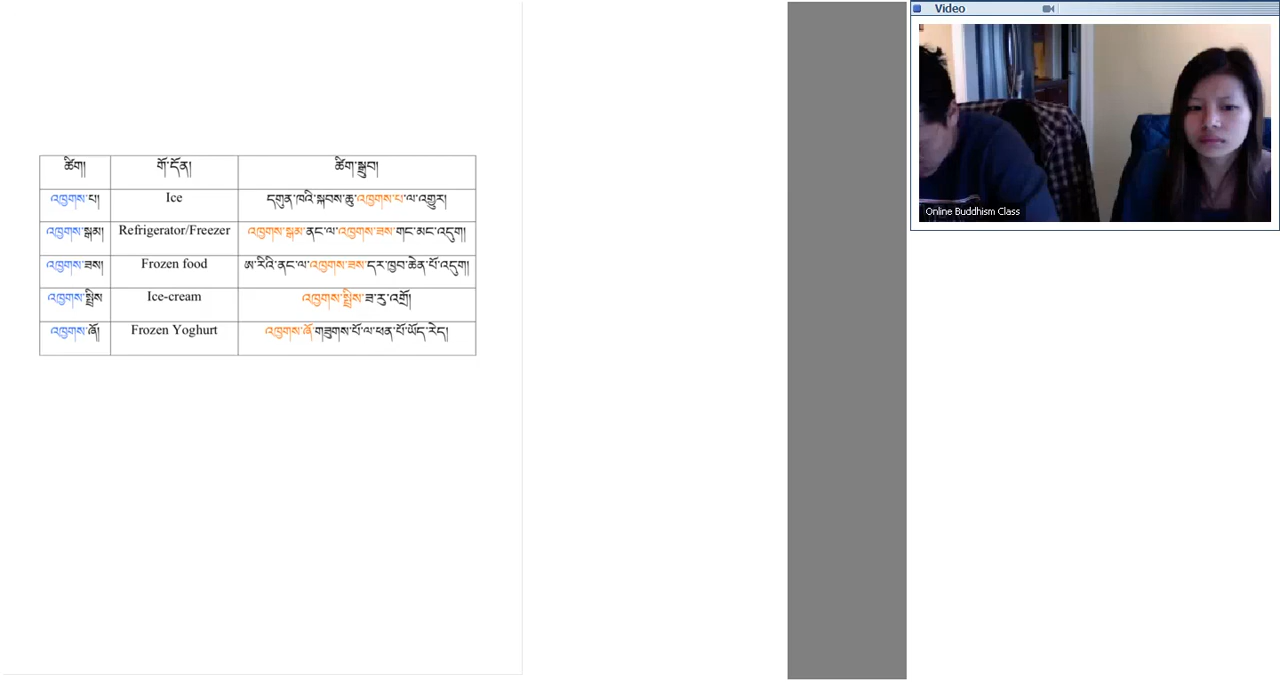 Video
ཚིག། གོ་དོན། ཚིག་སྒྲུབ།
འཁྱགས་པ། Ice དགུན་ཁའི་སྐབས་ཆུ་འཁྱགས་པ་ལ་འགྱུར།
འཁྱགས་སྒམ། Refrigerator/Freezer འཁྱགས་སྒམ་ནང་ལ་འཁྱགས་ཟས་གང་མང་འདུག།
འཁྱགས་ཟས། Frozen food ཨ་རིའི་ནང་ལ་འཁྱགས་ཟས་དར་ཁྱབ་ཆེན་པོ་འདུག།
འཁྱགས་སྤྲིས Ice-cream འཁྱགས་སྤྲིས་ཟ་རུ་འགྲོ།
འཁྱགས་ཞོ། Frozen Yoghurt འཁྱགས་ཞོ་གཟུགས་པོ་ལ་ཕན་པོ་ཡོད་རེད།
Online Buddhism Class